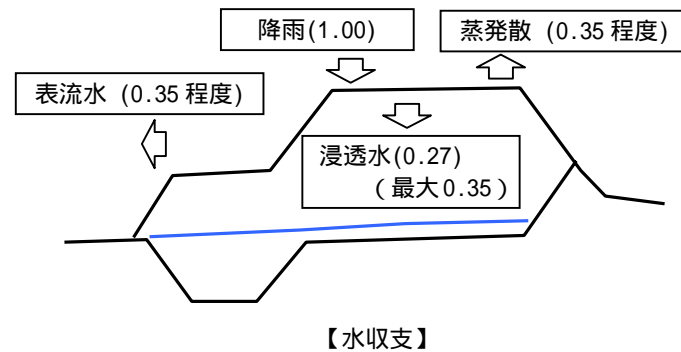 降雨(1.00)
蒸発散 (0.35 程度)
表流水 (0.35 程度)
浸透水(0.27)
（最大0.35）
【水収支】